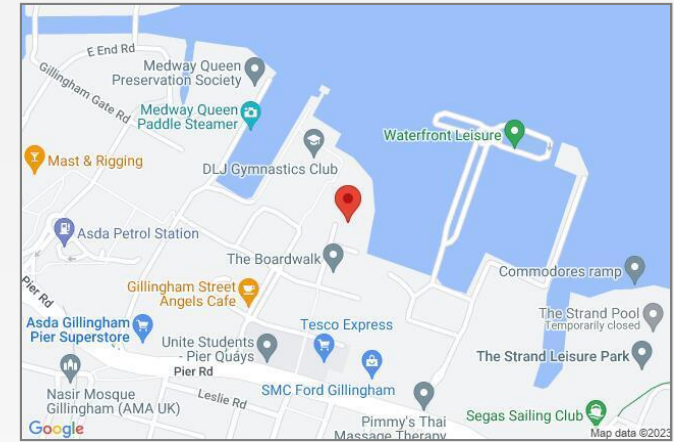 E End Rd
Gillingham Gate Rd
Medway Queen
Preservation Society
Medway Queen
Paddle Steamer
Waterfront Leisure
Mast & Rigging
DLJ Gymnastics Club
Asda Petrol Station
The Boardwalk
Commodores ramp
Pier Rd
Gillingham Street
Angels Cafe
The Strand Pool
Temporarily closed
Asda Gillingham
Pier Superstore
Tesco Express
Unite Students
- Pier Quays
The Strand Leisure Park
Pier Rd
SMC Ford Gillingham
Nasir Mosque
Gillingham (AMA UK)
Leslie Rd
Pimmy's Thai
Massage Therapy
Segas Sailing Club
Google
Map data ©2023